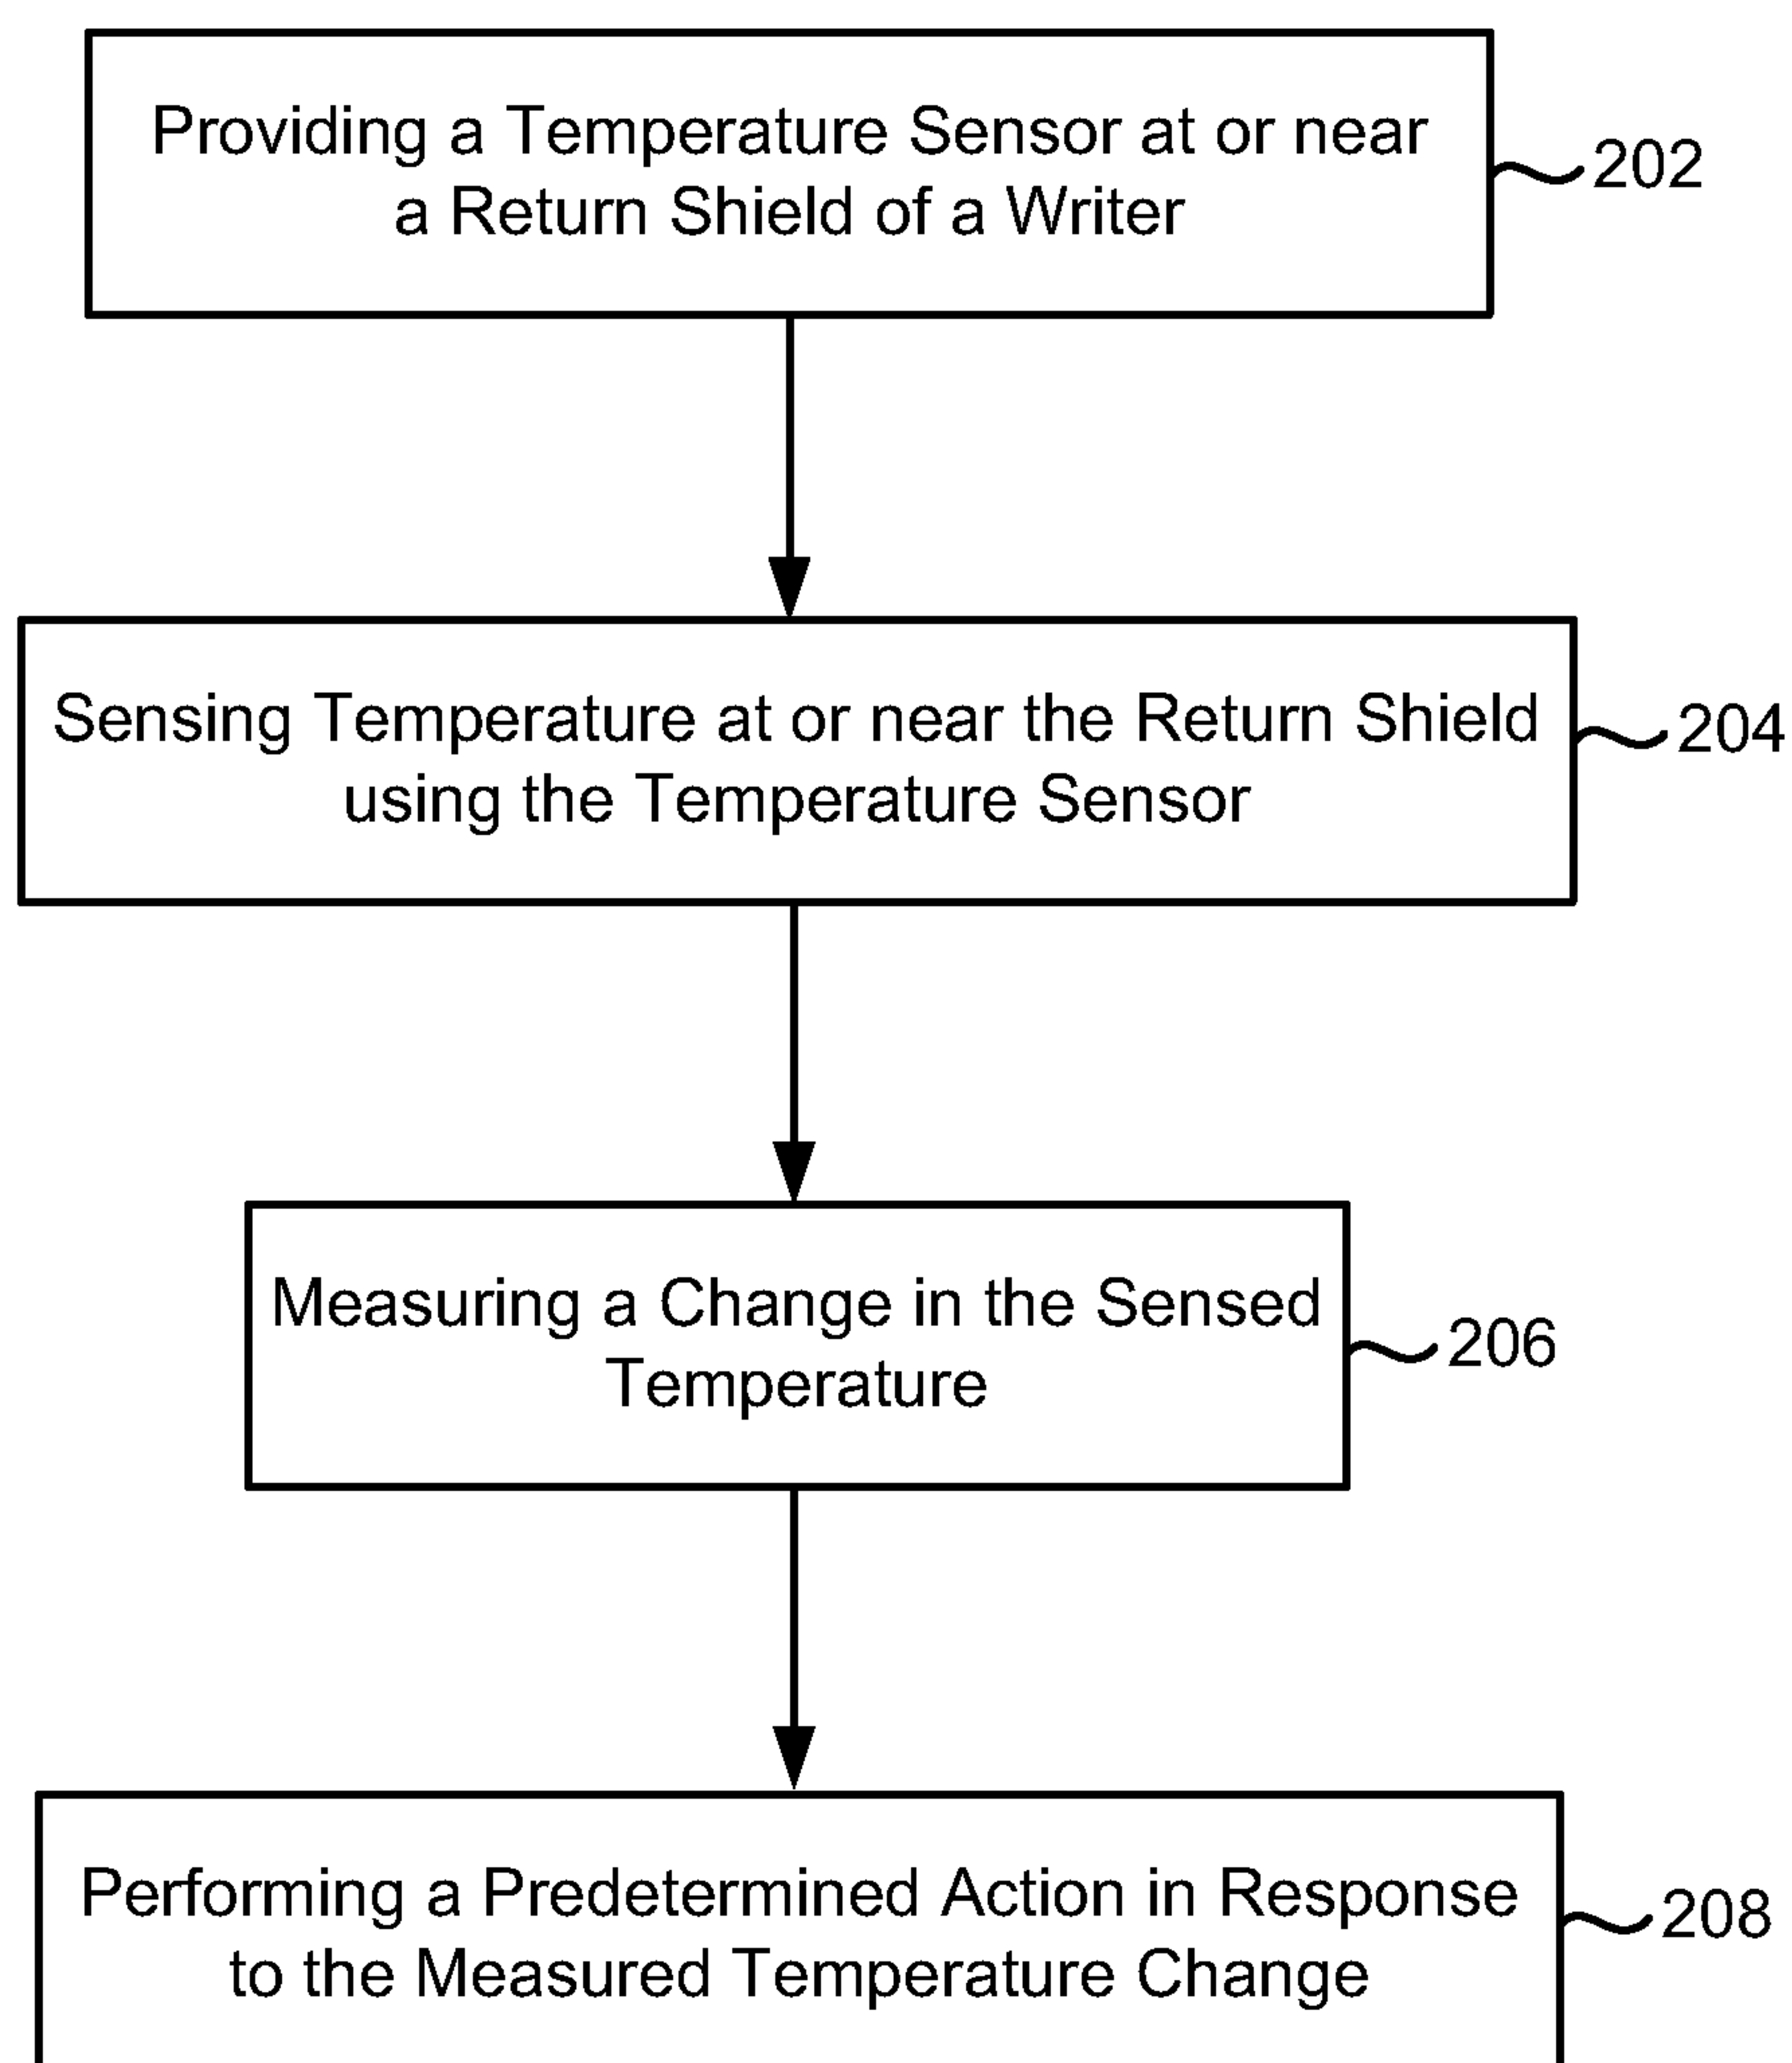 Providing a Temperature Sensor at or near
a Return Shield of a Writer
202
Sensing Temperature at or near the Return Shield
using the Temperature Sensor
204
Measuring a Change in the Sensed
Temperature
206
Performing a Predetermined Action in Response
to the Measured Temperature Change
208